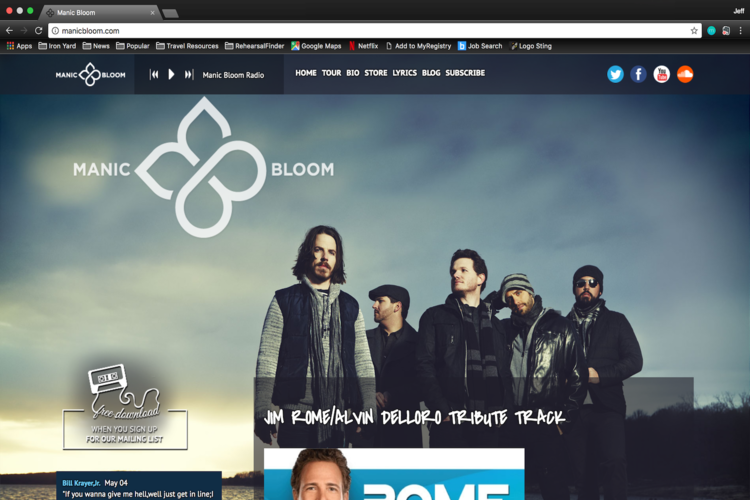 Manic Bloom
Jeff
manicbloom.com
Apps Iron Yard News Popular Travel Resources RehearsalFinder Google Maps Netflix Add to MyRegistry Job Search Logo Sting
MANIC BLOOM
Manic Bloom Radio
HOME TOUR BIO STORE LYRICS BLOG SUBSCRIBE
You Tube
MANIC BLOOM
free download
WHEN YOU SIGN UP
FOR OUR MAILING LIST
JIM ROME/ALVIN DELLORO TRIBUTE TRACK
ROME
Bill Krayer,Jr. May 04
"If you wanna give me hell,well just get in line;I